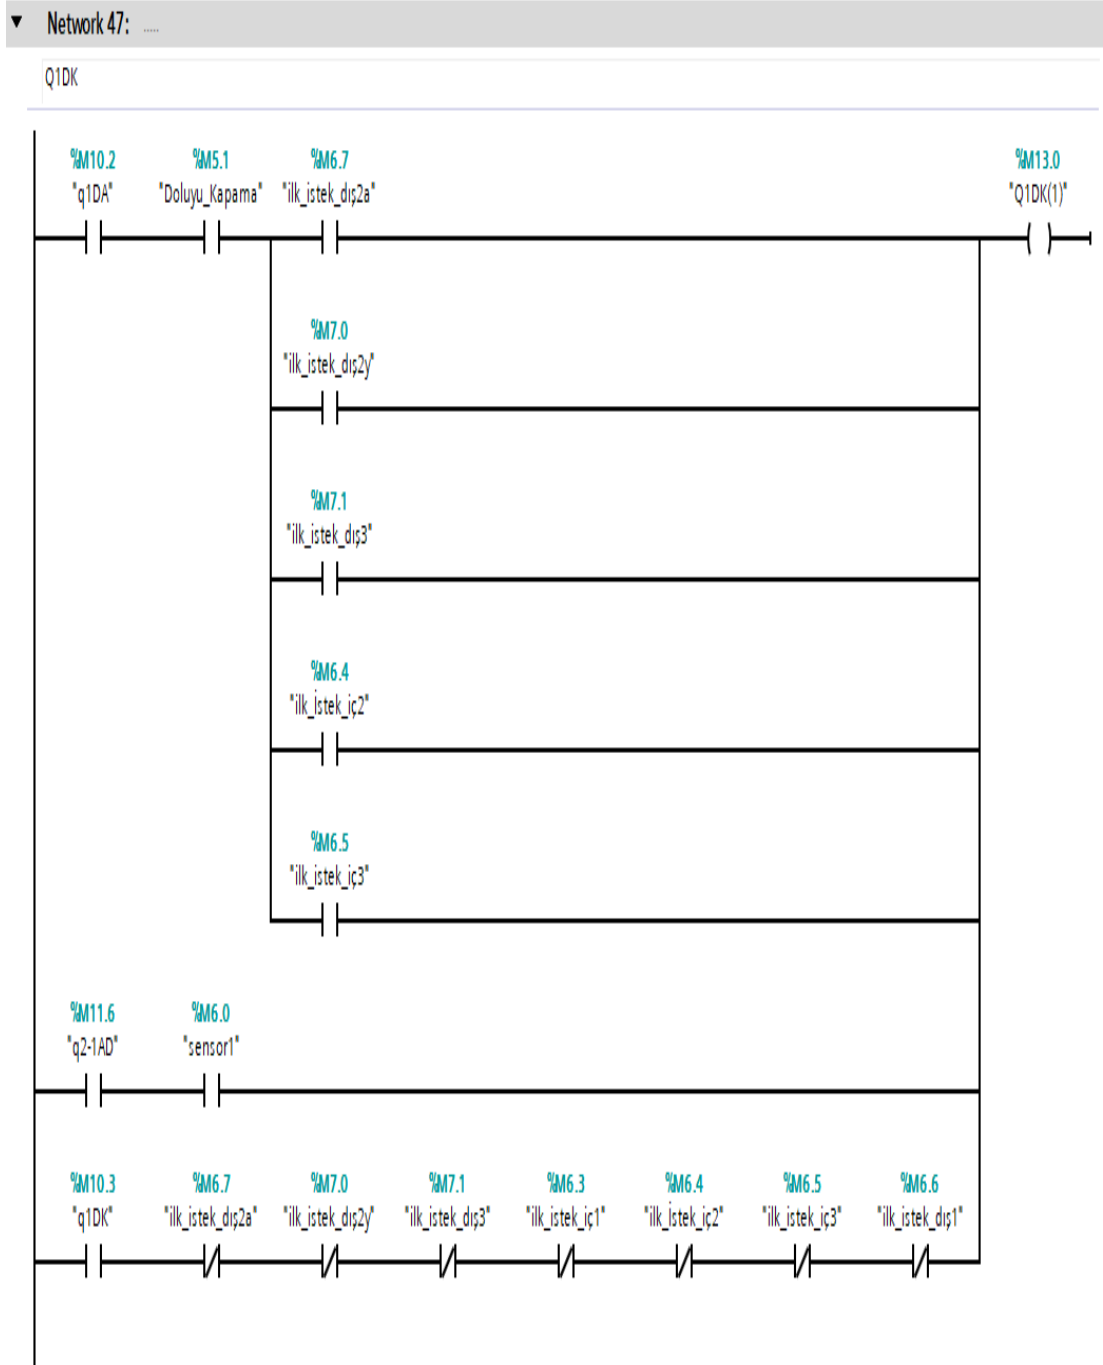 Network 47: .....
Q1DK
%M10.2 %M5.1 %M6.7 %M13.0
"q1DA" "Doluyu_Kapama" "ilk_istek_dış2a" "Q1DK(1)"
%M7.0
"ilk_istek_dış2y"
%M7.1
"ilk_istek_dış3"
%M6.4
"ilk_İstek_iç2"
%M6.5
"ilk_istek_iç3"
%M11.6 %M6.0
"q2-1AD" "sensor1"
%M10.3 %M6.7 %M7.0 %M7.1 %M6.3 %M6.4 %M6.5 %M6.6
"q1DK" "ilk_istek_dış2a" "ilk_istek_dış2y" "ilk_istek_dış3" "ilk_istek_iç1" "ilk_İstek_iç2" "ilk_istek_iç3" "ilk_istek_dış1"